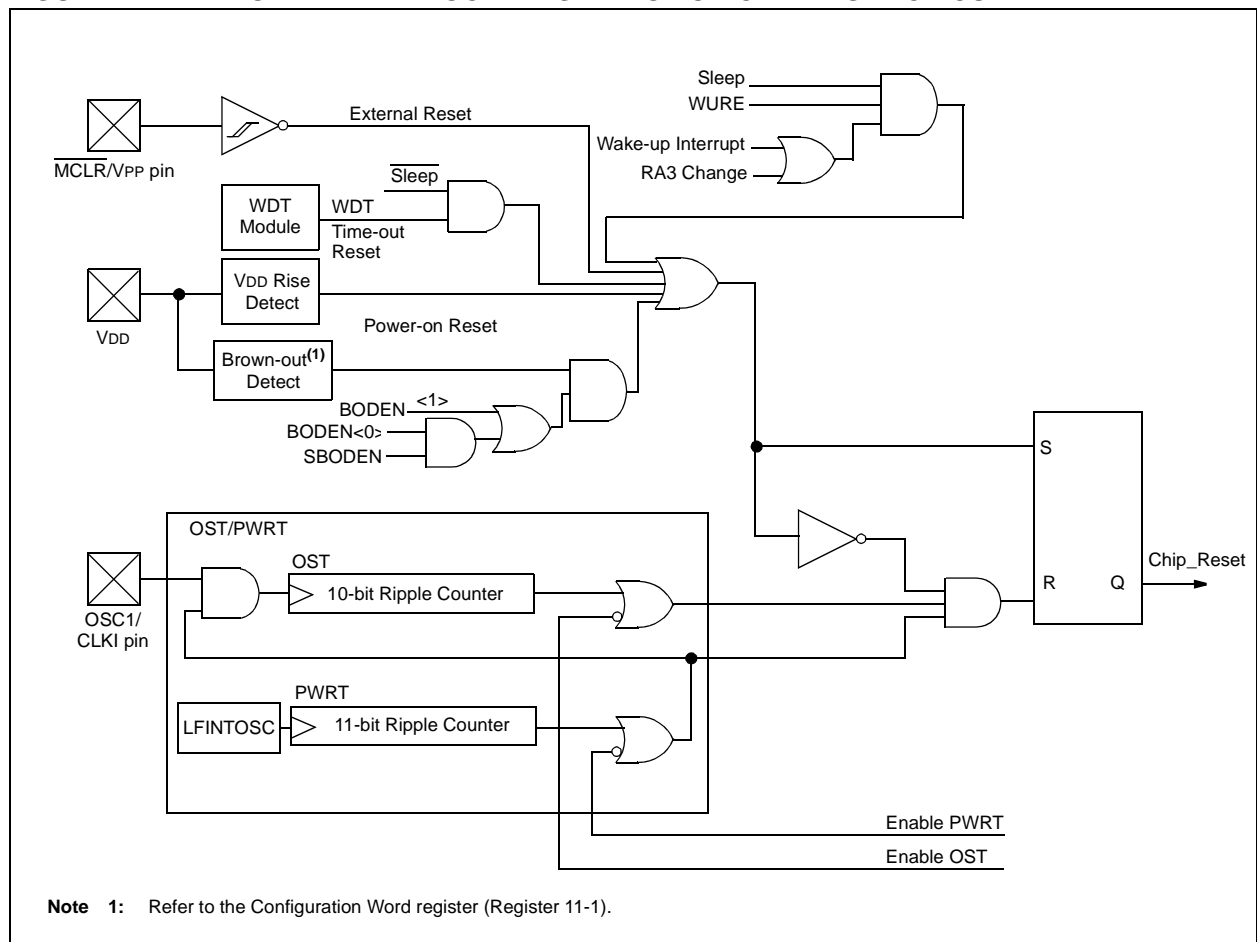 Sleep
WURE
Wake-up Interrupt
RA3 Change
External Reset
MCLR/VPP pin
Sleep
WDT
Module
WDT
Time-out
Reset
VDD Rise
Detect
VDD
Power-on Reset
Brown-out(1)
Detect
BODEN <1>
BODEN<0>
SBODEN
S
R
Q
Chip_Reset
OST/PWRT
OST
10-bit Ripple Counter
OSC1/
CLKI pin
PWRT
LFINTOSC
11-bit Ripple Counter
Enable PWRT
Enable OST
Note 1: Refer to the Configuration Word register (Register 11-1).